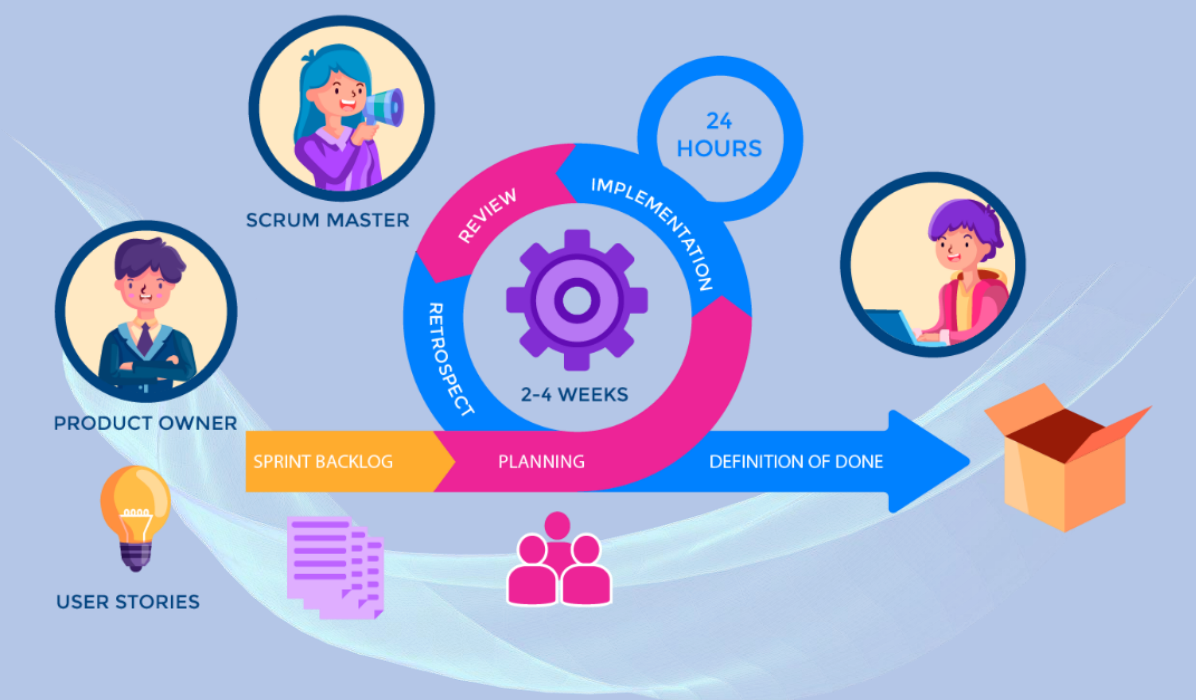 24
HOURS
SCRUM MASTER
REVIEW
IMPLEMENTATION
RETROSPECT
2-4 WEEKS
PRODUCT OWNER
SPRINT BACKLOG
PLANNING
DEFINITION OF DONE
USER STORIES